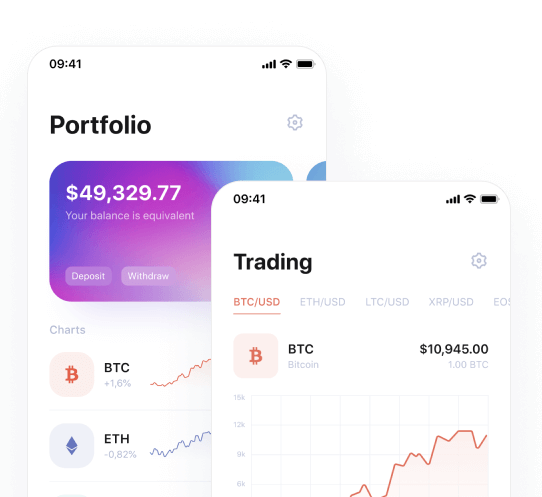 09:41
Portfolio
$49,329.77
Your balance is equivalent
Deposit Withdraw
Charts
BTC
+1,6%
ETH
-0,82%
09:41
Trading
BTC/USD ETH/USD LTC/USD XRP/USD EOS
BTC $10,945.00
Bitcoin 1.00 BTC
16k
12k
9k
6k